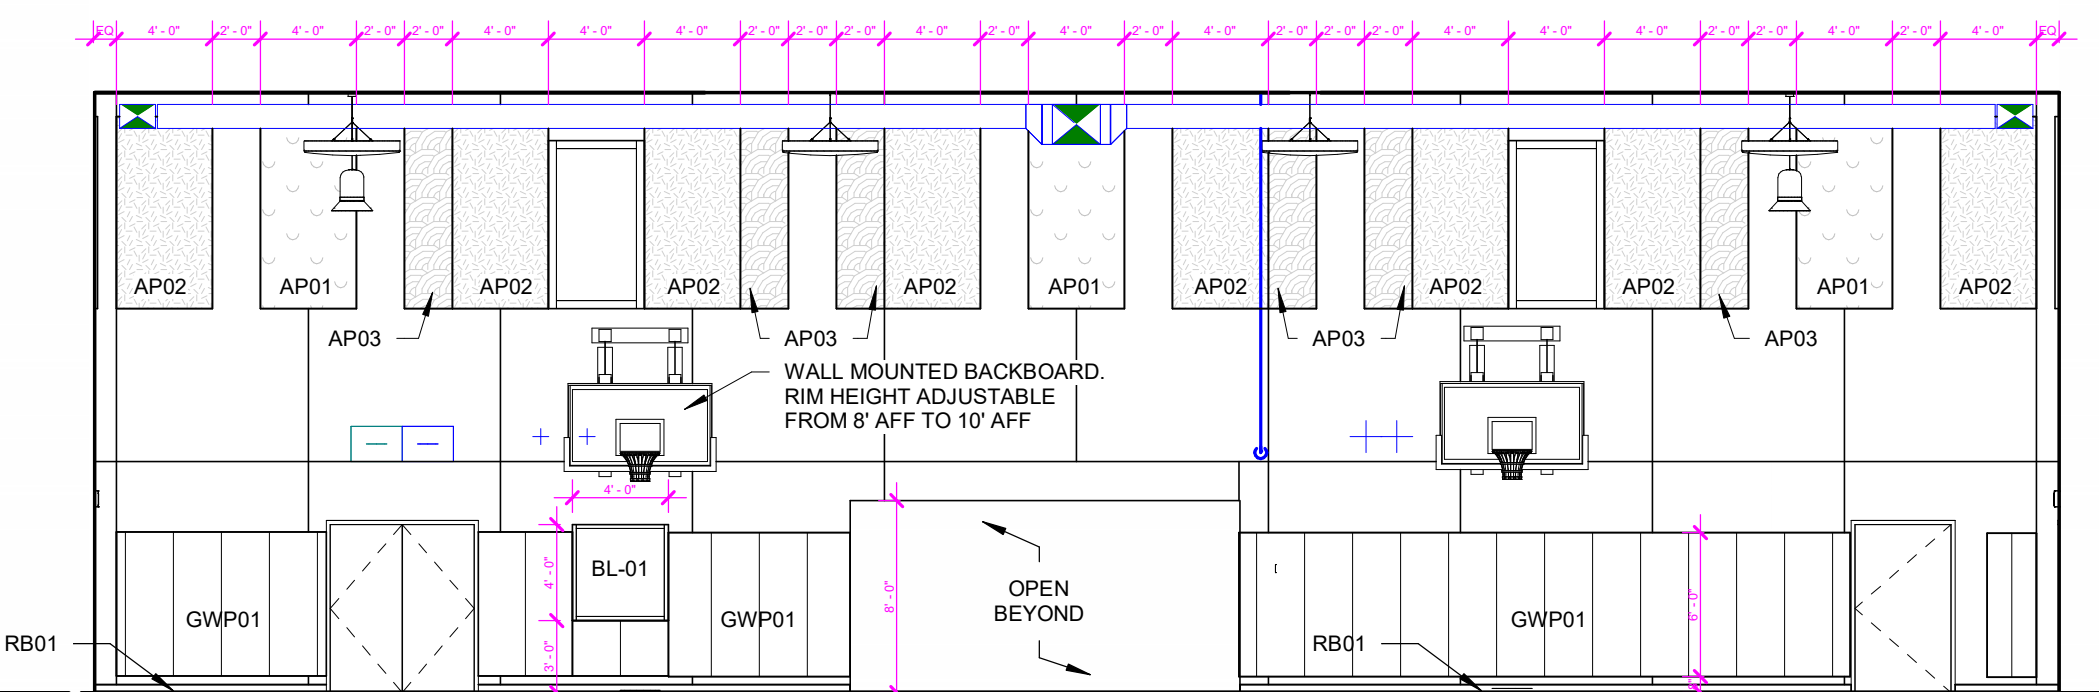 EQ 4' - 0" 2' - 0" 4' - 0" 2' - 0" 2' - 0" 4' - 0" 4' - 0" 4' - 0" 2' - 0" 2' - 0" 2' - 0" 4' - 0" 2' - 0" 4' - 0" 2' - 0" 4' - 0" 2' - 0" 2' - 0" 2' - 0" 4' - 0" 4' - 0" 4' - 0" 2' - 0" 2' - 0" 4' - 0" 2' - 0" 4' - 0" EQ
AP02 AP01 AP02 AP02 AP02 AP01 AP02 AP02 AP02 AP01 AP02
AP03 AP03 AP03 AP03
WALL MOUNTED BACKBOARD.
RIM HEIGHT ADJUSTABLE
FROM 8' AFF TO 10' AFF
4' - 0"
4' - 0"
BL-01
8' - 0"
OPEN
BEYOND
6' - 0"
GWP01 GWP01 GWP01
3' - 0"
RB01 RB01